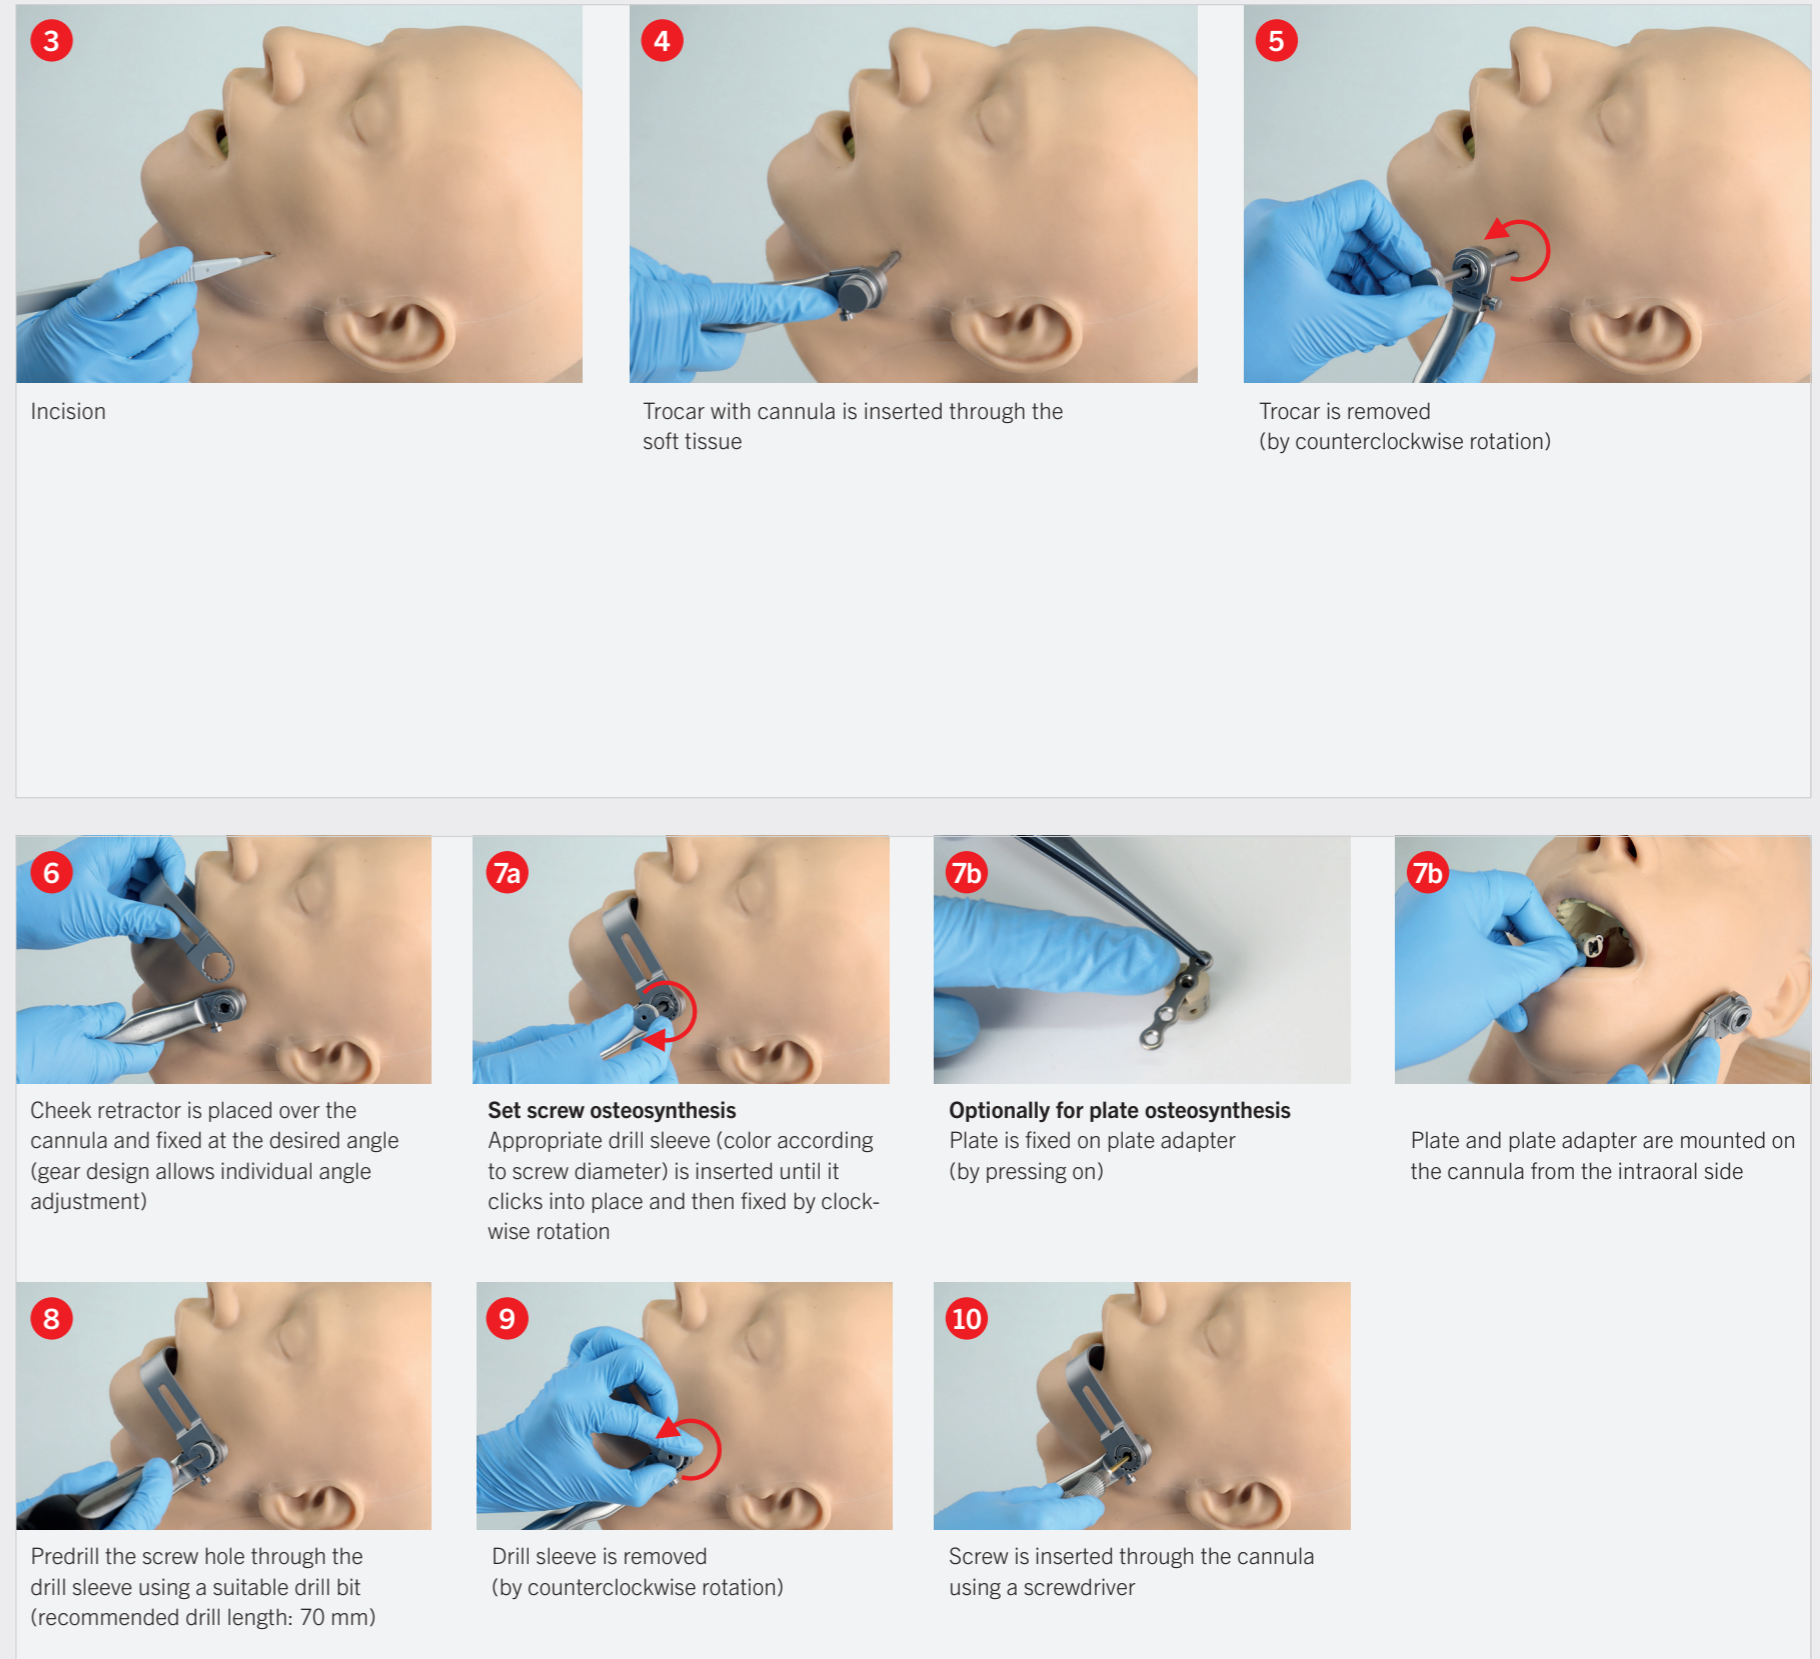 3
Incision
4
Trocar with cannula is inserted through the
soft tissue
5
Trocar is removed
(by counterclockwise rotation)
6
Cheek retractor is placed over the
cannula and fixed at the desired angle
(gear design allows individual angle
adjustment)
7a
Set screw osteosynthesis
Appropriate drill sleeve (color according
to screw diameter) is inserted until it
clicks into place and then fixed by clock-
wise rotation
7b
Optionally for plate osteosynthesis
Plate is fixed on plate adapter
(by pressing on)
7b
Plate and plate adapter are mounted on
the cannula from the intraoral side
8
Predrill the screw hole through the
drill sleeve using a suitable drill bit
(recommended drill length: 70 mm)
9
Drill sleeve is removed
(by counterclockwise rotation)
10
Screw is inserted through the cannula
using a screwdriver